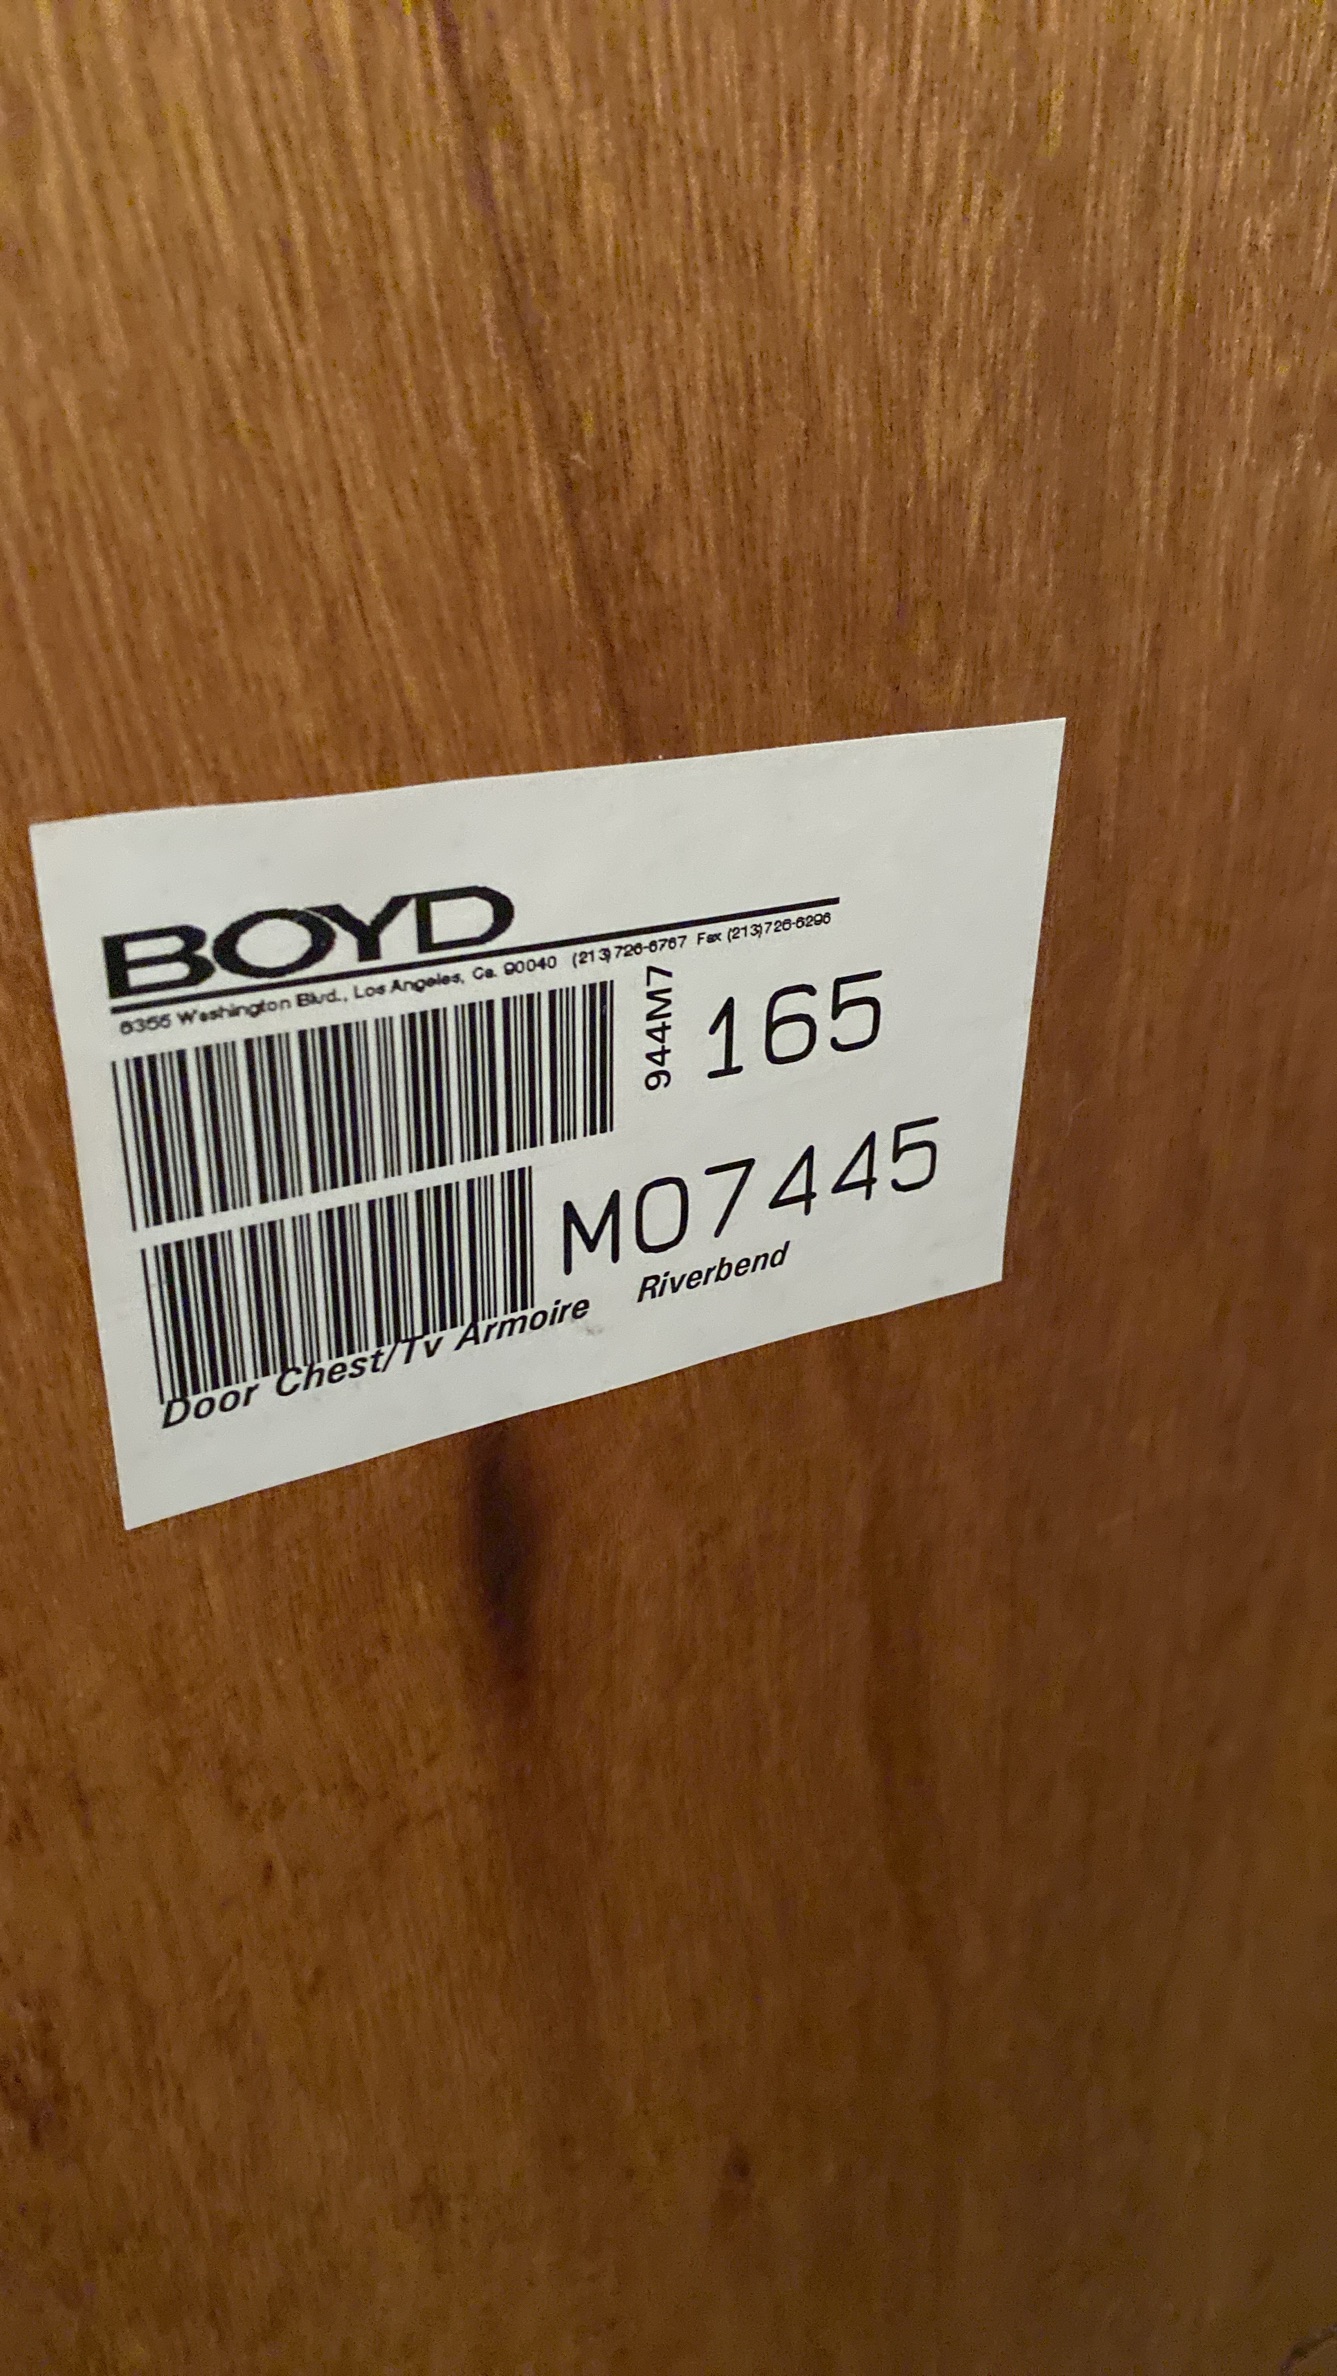 BOYD
6355 Washington Blvd., Los Angeles, Ca. 90040 (213)726-6767 Fax (213)726-6296
944M7
165
M07445
Door Chest/Tv Armoire Riverbend